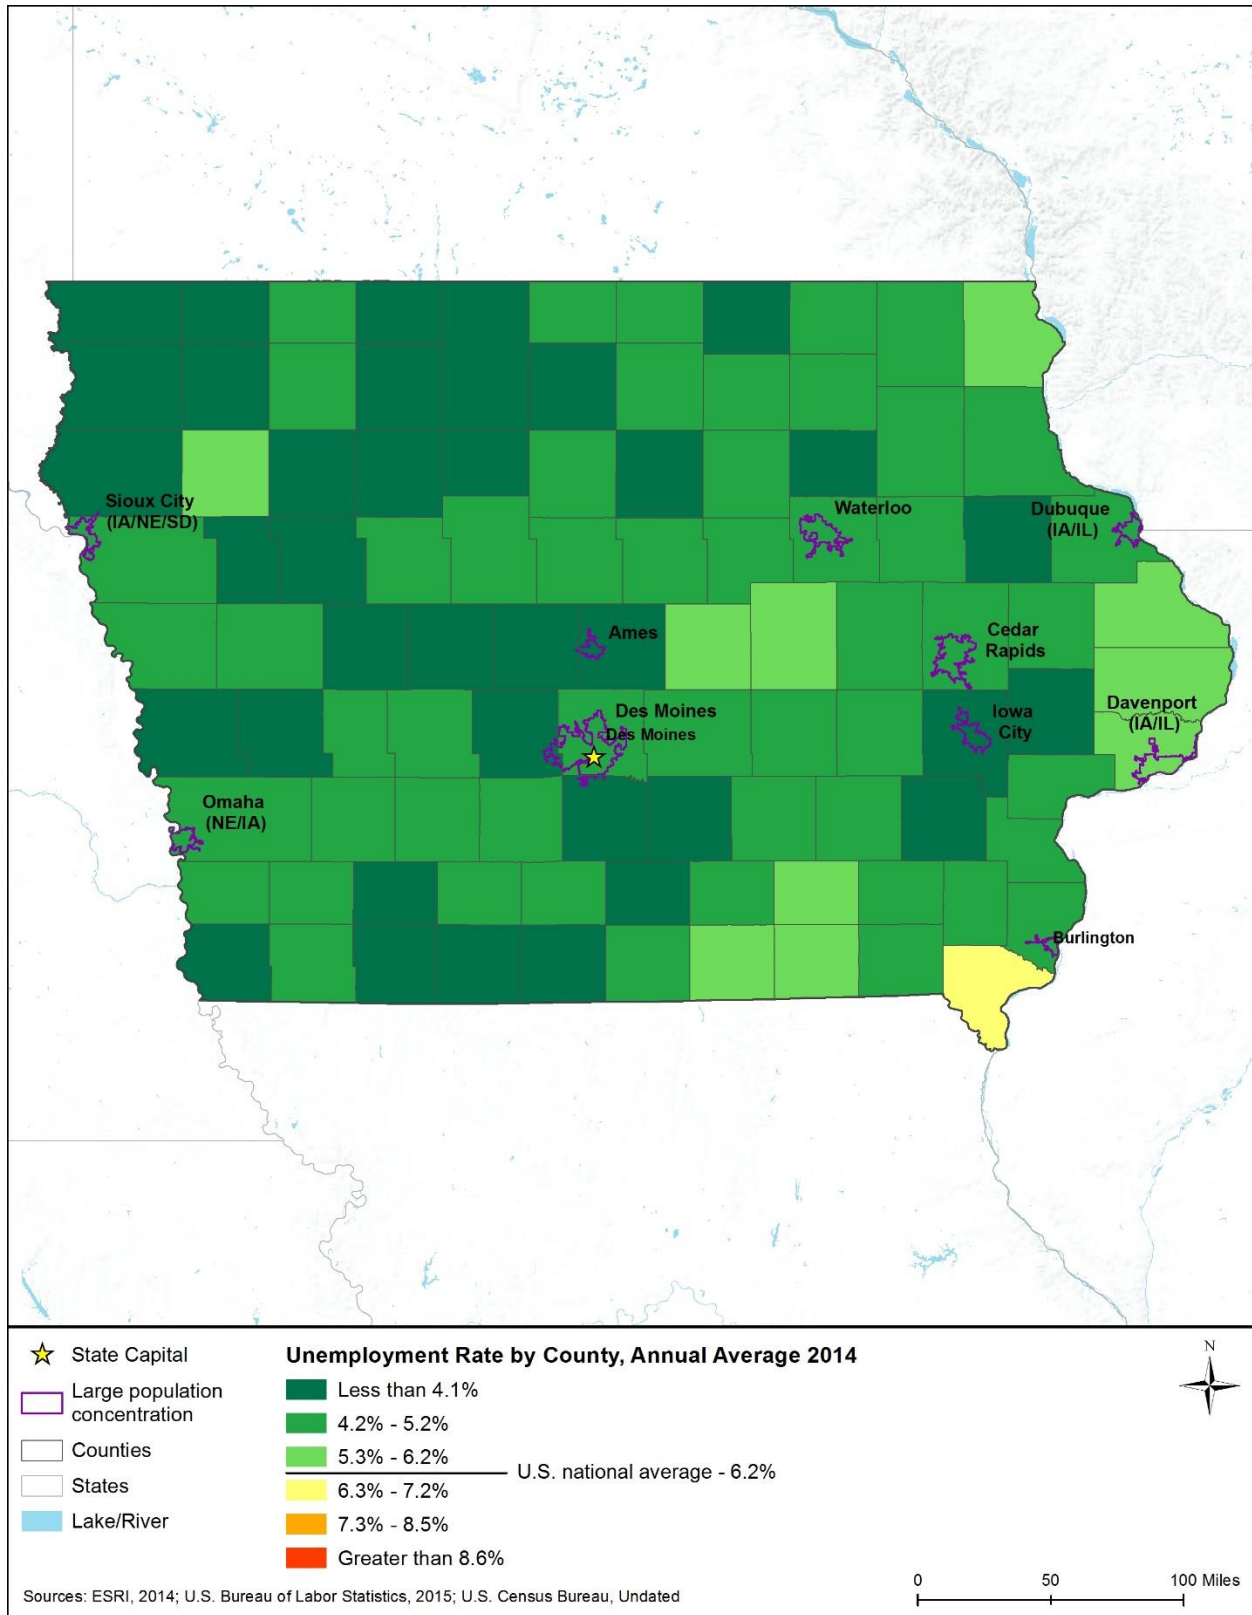 Sioux City
(IA/NE/SD)
Waterloo
Dubuque
(IA/IL)
Ames
Cedar
Rapids
Des Moines
Des Moines
Iowa
City
Davenport
(IA/IL)
Omaha
(NE/IA)
Burlington
State Capital
Large population
concentration
Counties
States
Lake/River
Unemployment Rate by County, Annual Average 2014
Less than 4.1%
4.2% - 5.2%
5.3% - 6.2%
U.S. national average - 6.2%
6.3% - 7.2%
7.3% - 8.5%
Greater than 8.6%
N
0 50 100 Miles
Sources: ESRI, 2014; U.S. Bureau of Labor Statistics, 2015; U.S. Census Bureau, Undated